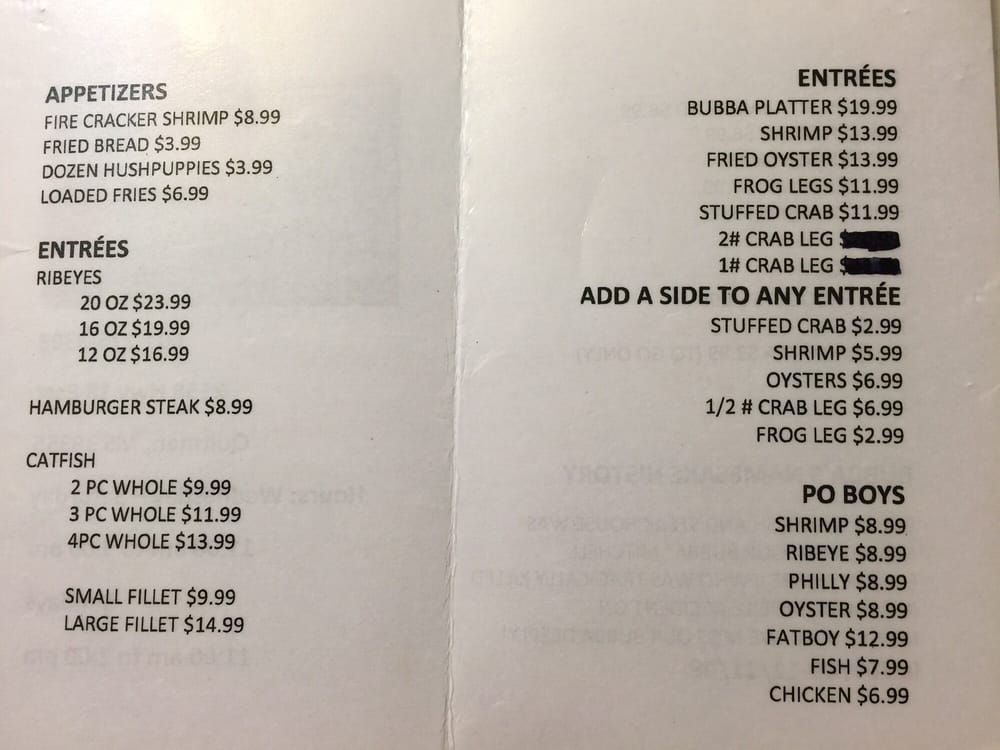 APPETIZERS
FIRE CRACKER SHRIMP $8.99
FRIED BREAD $3.99
DOZEN HUSHPUPPIES $3.99
LOADED FRIES $6.99
ENTRÉES
RIBEYES
20 OZ $23.99
16 OZ $19.99
12 OZ $16.99
HAMBURGER STEAK $8.99
CATFISH
2 PC WHOLE $9.99
3 PC WHOLE $11.99
4PC WHOLE $13.99
SMALL FILLET $9.99
LARGE FILLET $14.99
ENTRÉES
BUBBA PLATTER $19.99
SHRIMP $13.99
FRIED OYSTER $13.99
FROG LEGS $11.99
STUFFED CRAB $11.99
2# CRAB LEG $
1# CRAB LEG $
ADD A SIDE TO ANY ENTRÉE
STUFFED CRAB $2.99
SHRIMP $5.99
OYSTERS $6.99
1/2 # CRAB LEG $6.99
FROG LEG $2.99
PO BOYS
SHRIMP $8.99
RIBEYE $8.99
PHILLY $8.99
OYSTER $8.99
FATBOY $12.99
FISH $7.99
CHICKEN $6.99